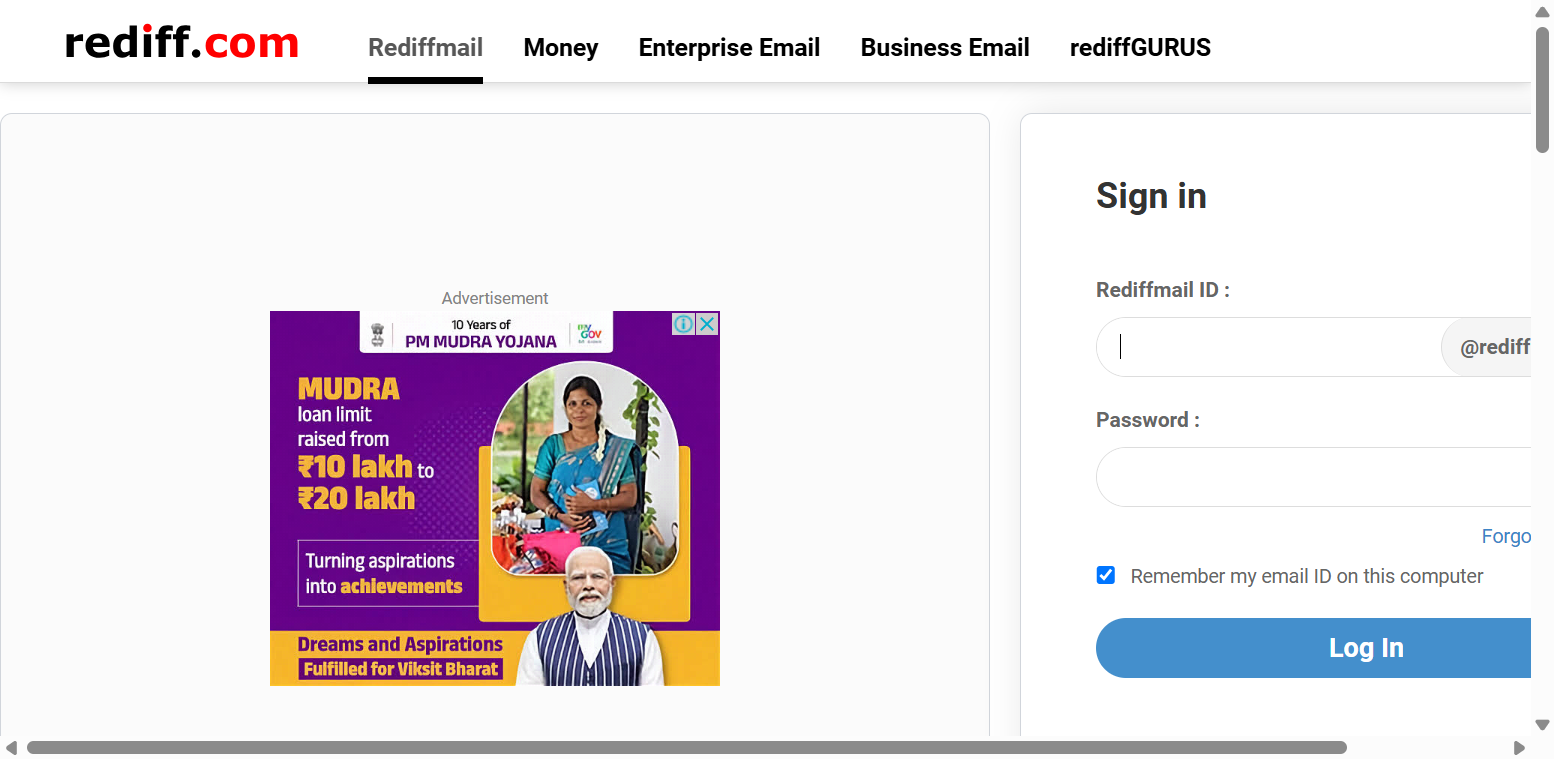 rediff.com
Rediffmail
Money
Enterprise Email
Business Email
rediffGURUS
Advertisement
10 Years of
PM MUDRA YOJANA
my
GOV
MUDRA
loan limit
raised from
₹10 lakh to
₹20 lakh
Turning aspirations
into achievements
Dreams and Aspirations
Fulfilled for Viksit Bharat
Sign in
Rediffmail ID :
@rediff
Password :
Forgo
Remember my email ID on this computer
Log In